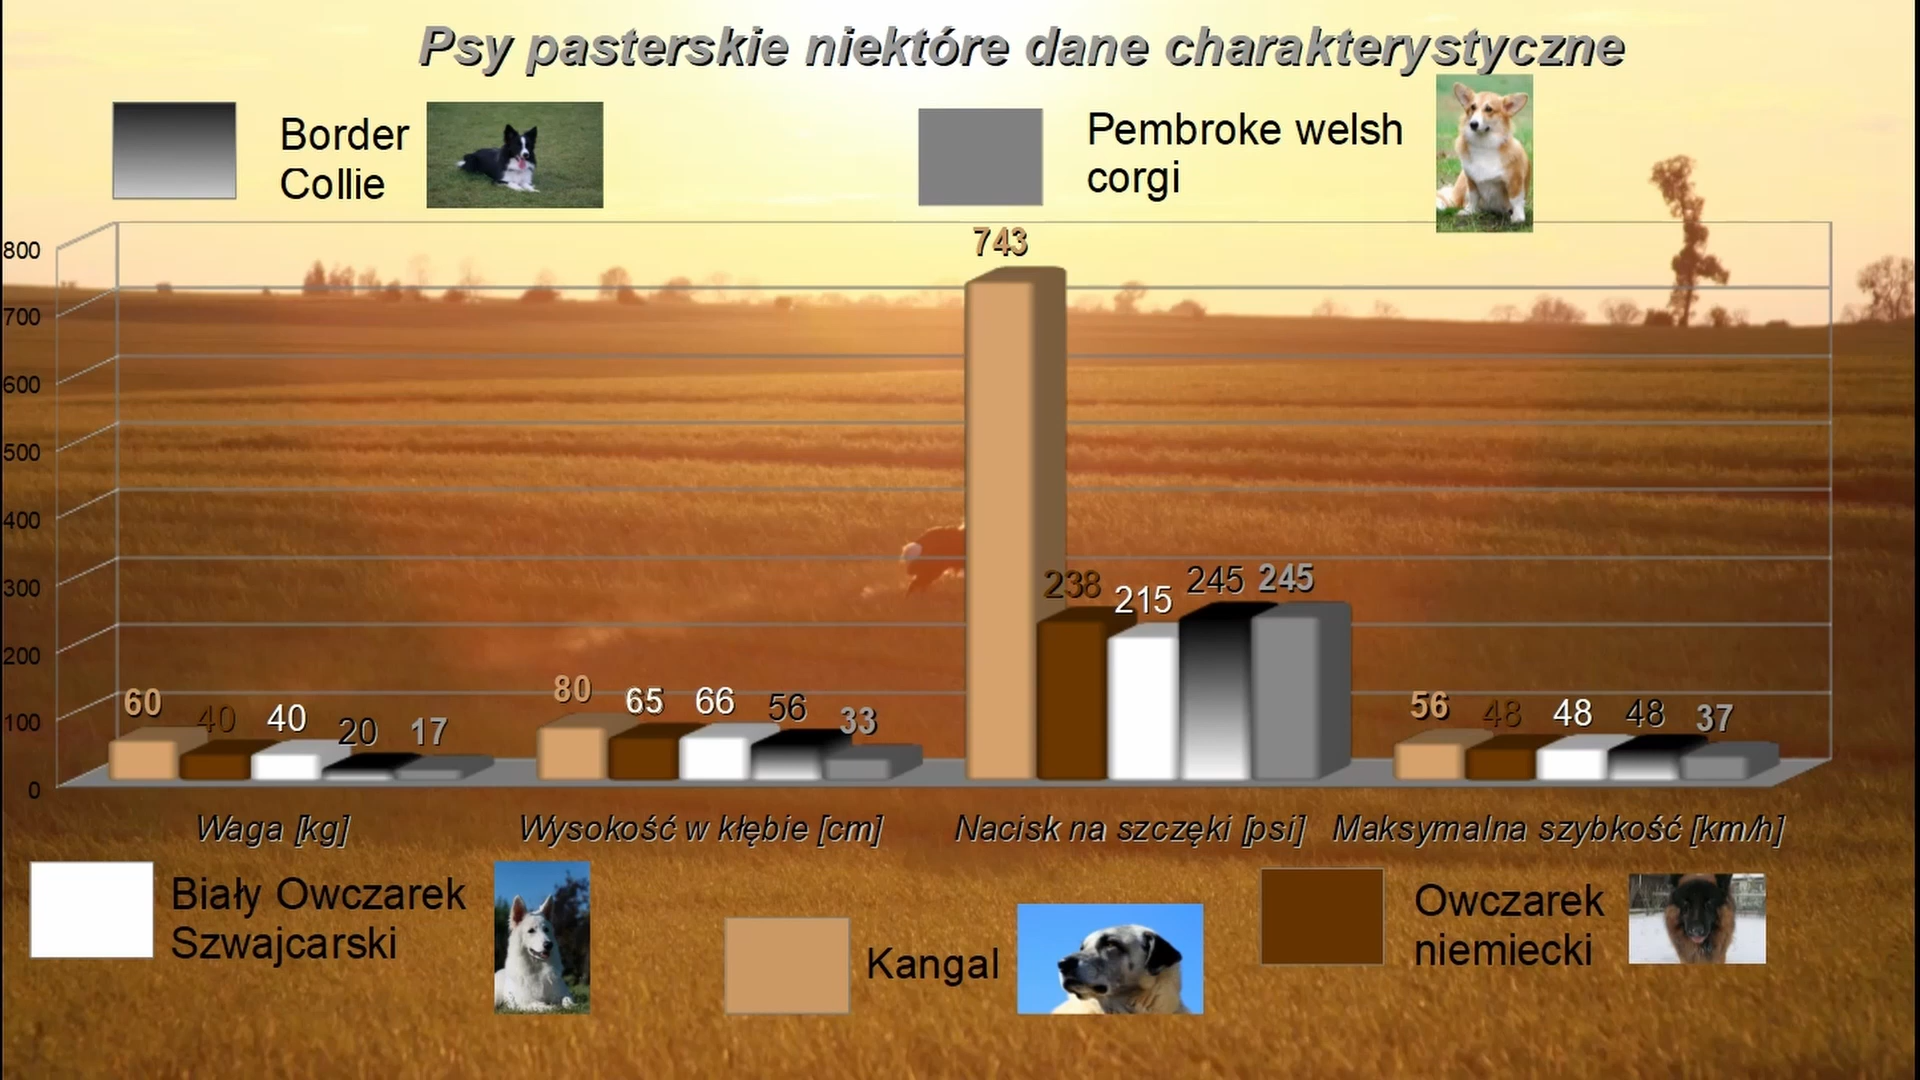 Psy pasterskie niektóre dane charakterystyczne
Border
Collie
Pembroke welsh
corgi
800
700
600
500
400
300
200
100
0
60
40
40
20
17
80
65
66
56
33
743
238
215
245
245
56
48
48
48
37
Waga [kg]
Wysokość w kłębie [cm]
Nacisk na szczęki [psi]
Maksymalna szybkość [km/h]
Biały Owczarek
Szwajcarski
Kangal
Owczarek
niemiecki